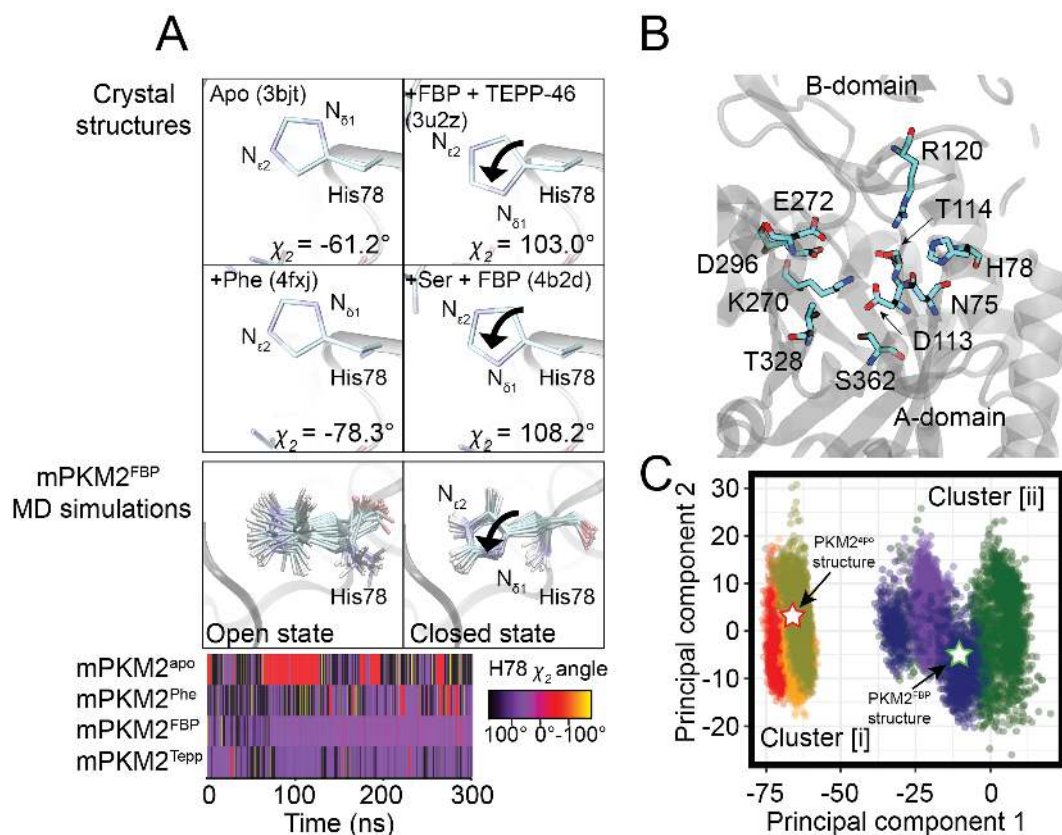 A
Crystal
structures
Apo (3bjt)
Nδ1
Nε2
His78
χ2 = -61.2°
+FBP + TEPP-46
(3u2z)
Nε2
Nδ1
His78
χ2 = 103.0°
+Phe (4fxj)
Nδ1
Nε2
His78
χ2 = -78.3°
+Ser + FBP (4b2d)
Nε2
Nδ1
His78
χ2 = 108.2°
mPKM2FBP
MD simulations
His78
Open state
Nε2
Nδ1
His78
Closed state
mPKM2apo
mPKM2Phe
mPKM2FBP
mPKM2Tepp
H78 χ2 angle
100° 0°-100°
0 100 200 300
Time (ns)
B
B-domain
R120
E272
T114
D296
H78
K270
N75
D113
T328
S362
A-domain
C
Principal component 2
30
20
10
0
-10
-20
Cluster [ii]
PKM2apo
structure
PKM2FBP
structure
Cluster [i]
-75 -50 -25 0
Principal component 1